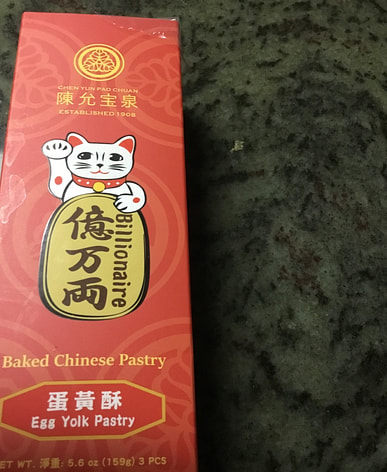 CHEN YUN PAO CHUAN
陳允宝泉
ESTABLISHED 1908
Billionaire
億万両
Baked Chinese Pastry
蛋黃酥
Egg Yolk Pastry
ET WT. 淨重: 5.6 oz (159g) 3 PCS